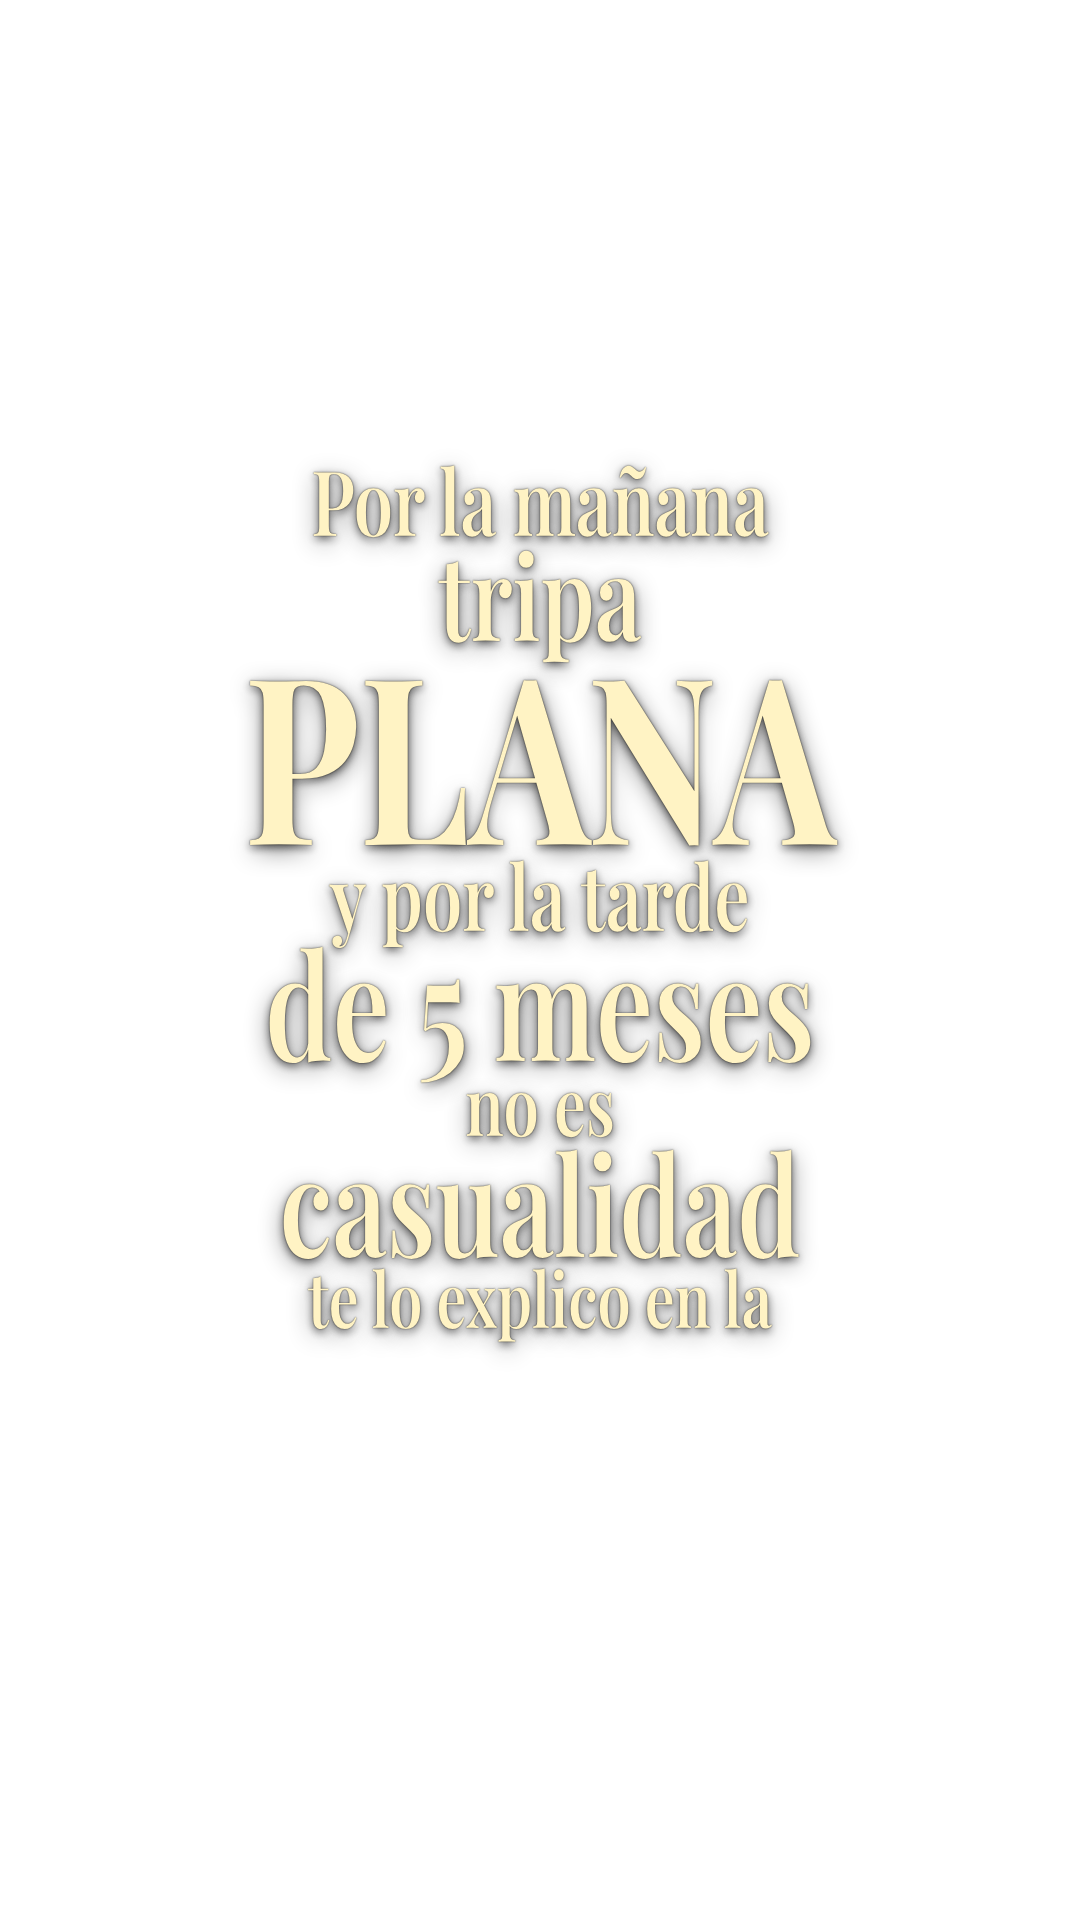 Por la mañana
tripa
PLANA
y por la tarde
de 5 meses
no es
casualidad
te lo explico en la